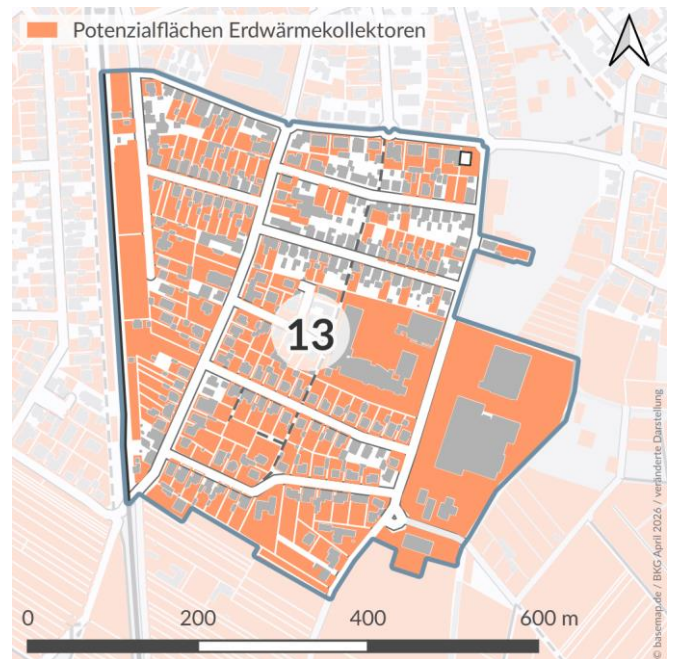 Potenzialflächen Erdwärmekollektoren
13
0 200 400 600 m
© basemap.de / BKG April 2026 / veränderte Darstellung